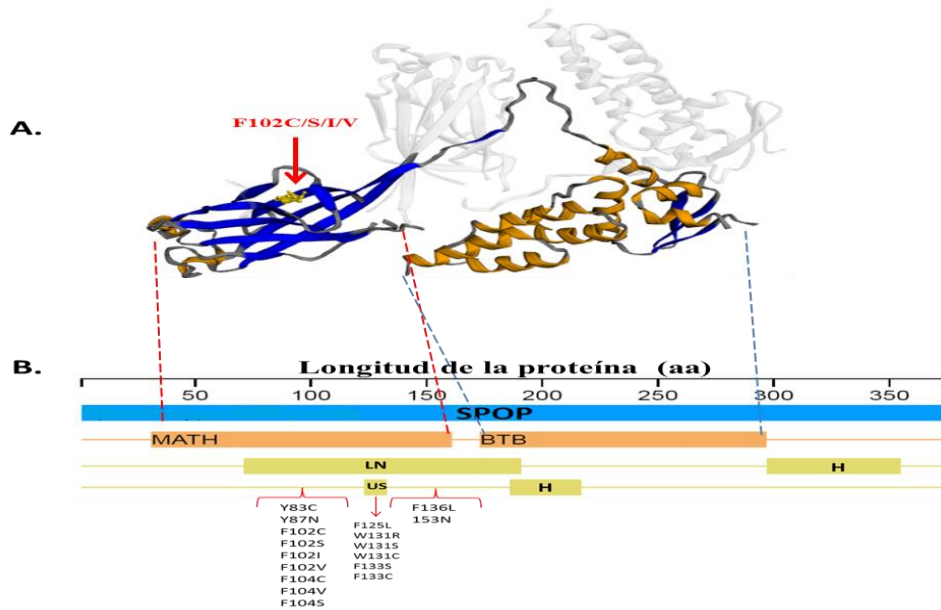 F102C/S/I/V
A.
B.
Longitud de la proteína (aa)
50 100 150 200 250 300 350
SPOP
MATH BTB
LN H
US H
Y83C
Y87N
F102C
F102S
F102I
F102V
F104C
F104V
F104S
F125L
W131R
W131S
W131C
F133S
F133C
F136L
153N